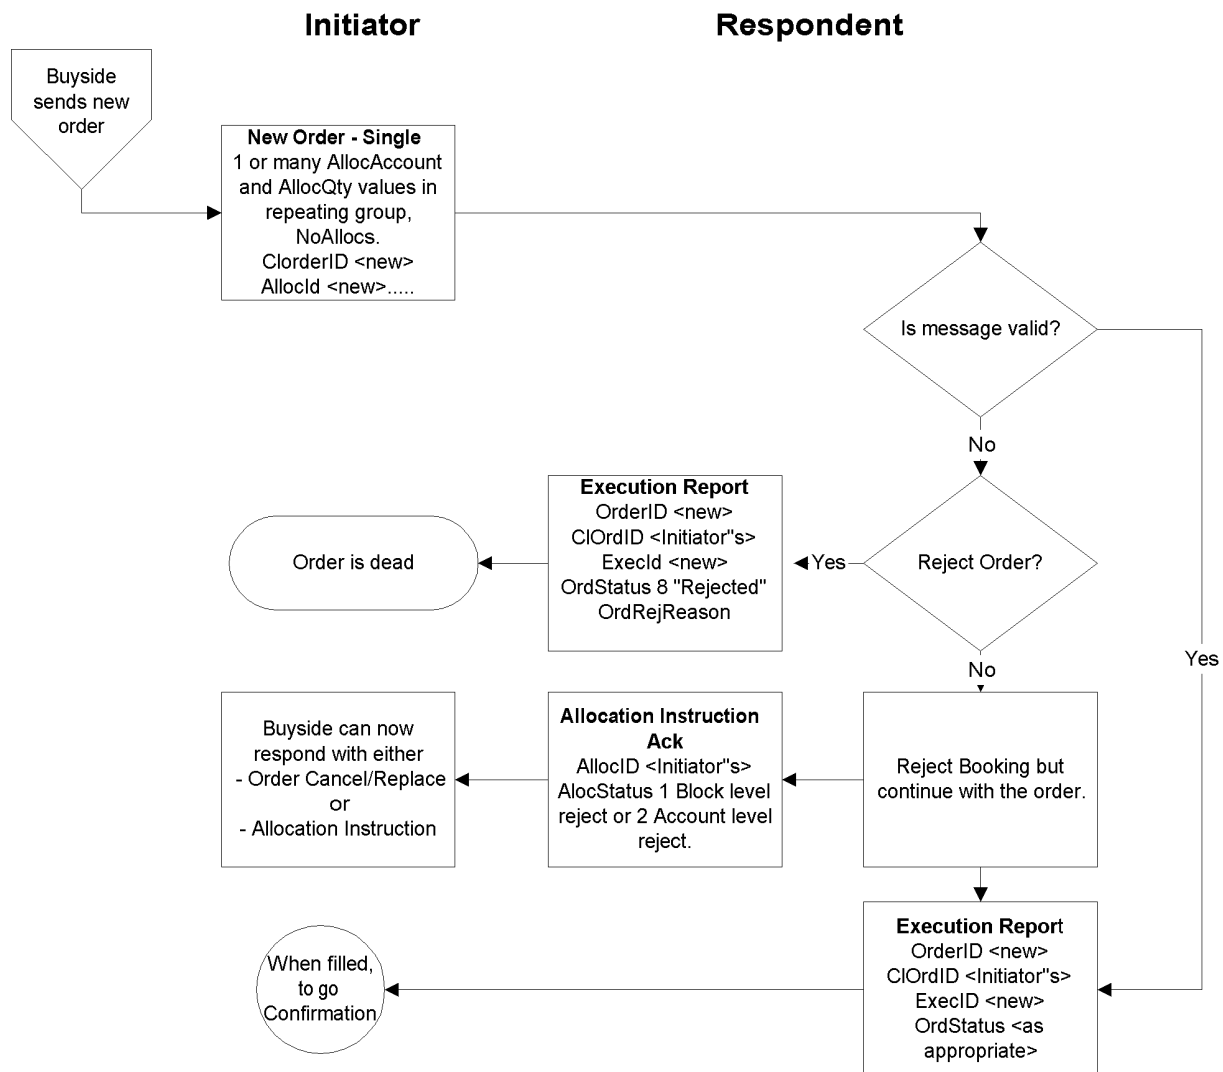 Initiator
Respondent
Buyside
sends new
order
New Order - Single
1 or many AllocAccount
and AllocQty values in
repeating group,
NoAllocs.
ClorderID <new>
AllocId <new>.....
Is message valid?
No
Execution Report
OrderID <new>
ClOrdID <Initiator"s>
ExecId <new>
OrdStatus 8 "Rejected"
OrdRejReason
Order is dead
Yes
Reject Order?
No
Yes
Buyside can now
respond with either
- Order Cancel/Replace
or
- Allocation Instruction
Allocation Instruction
Ack
AllocID <Initiator"s>
AlocStatus 1 Block level
reject or 2 Account level
reject.
Reject Booking but
continue with the order.
When filled,
to go
Confirmation
Execution Report
OrderID <new>
ClOrdID <Initiator"s>
ExecID <new>
OrdStatus <as
appropriate>